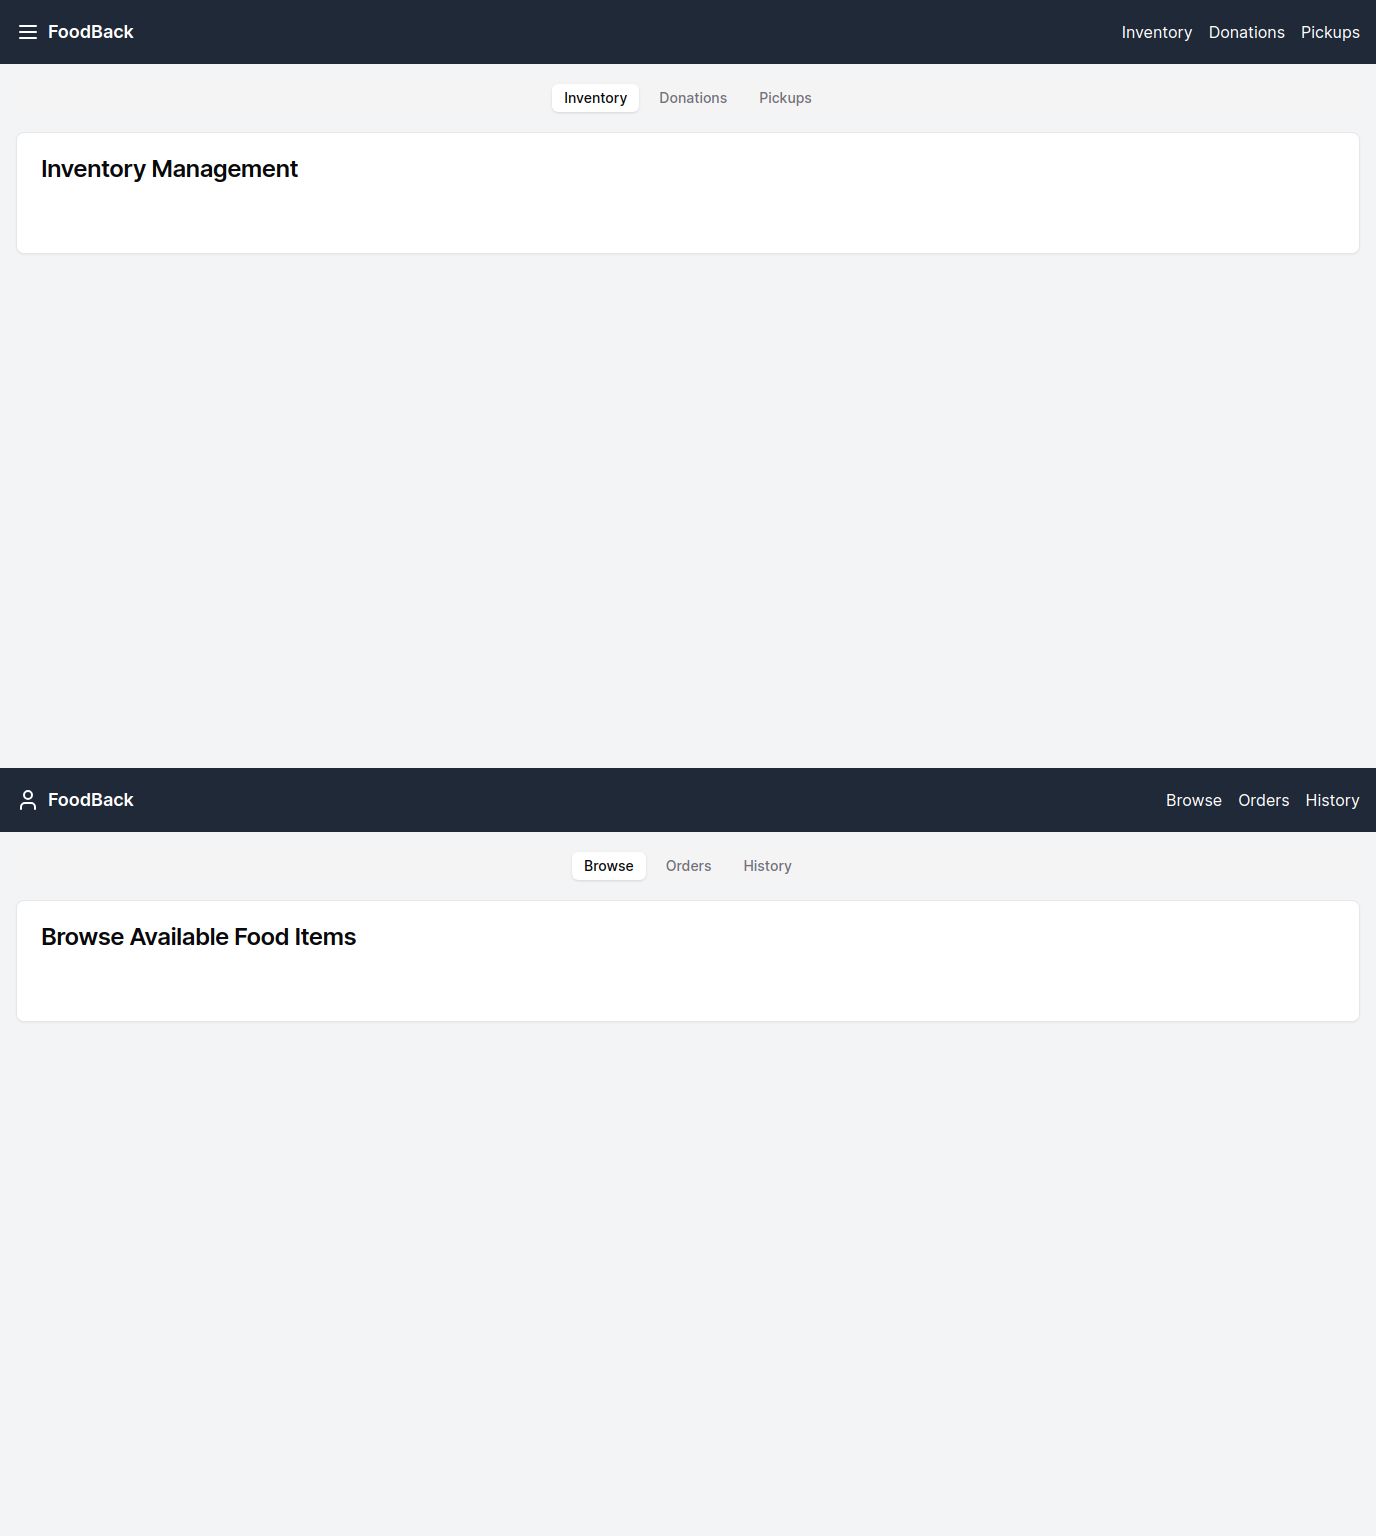 FoodBack Inventory Donations Pickups
Inventory Donations Pickups
Inventory Management
FoodBack Browse Orders History
Browse Orders History
Browse Available Food Items